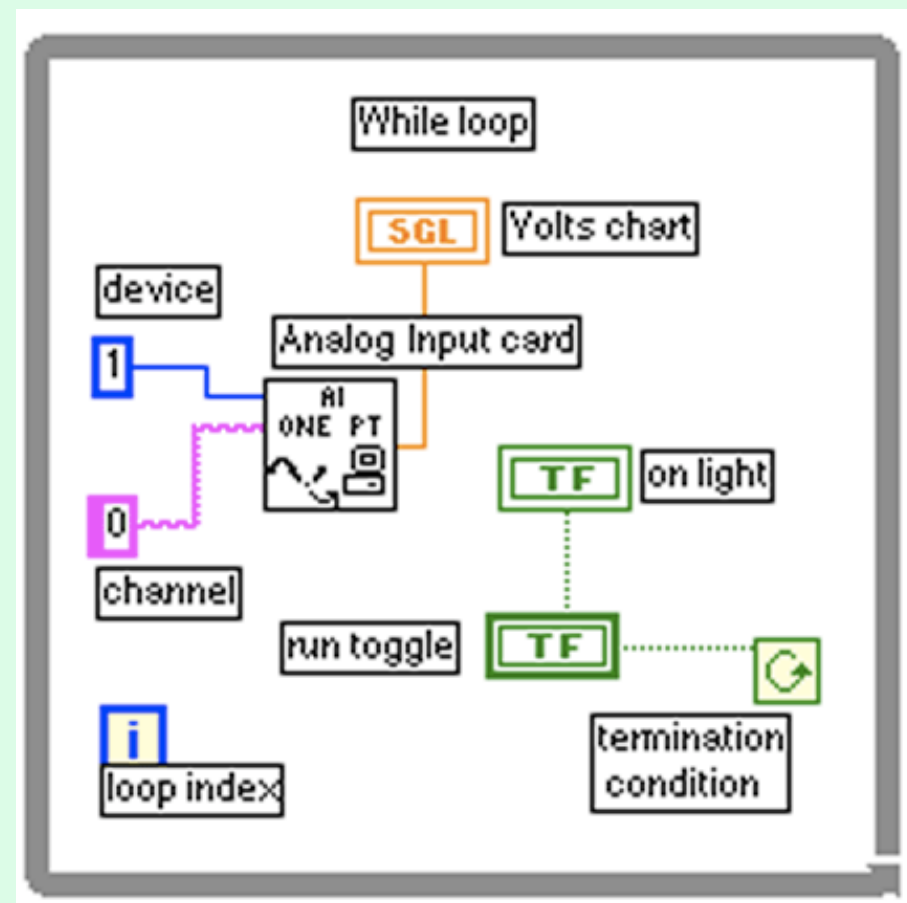 While loop
SGL
Volts chart
device
Analog Input card
1
AI
ONE PT
TF
on light
0
channel
run toggle
TF
i
loop index
termination
condition